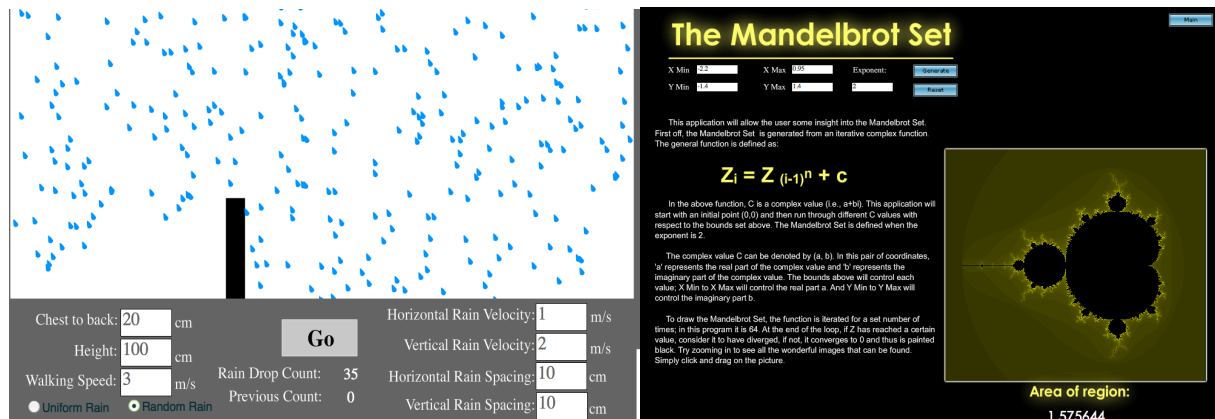 Chest to back: 20 cm
Height: 100 cm
Walking Speed: 3 m/s
Uniform Rain Random Rain
Go
Rain Drop Count: 35
Previous Count: 0
Horizontal Rain Velocity: 1 m/s
Vertical Rain Velocity: 2 m/s
Horizontal Rain Spacing: 10 cm
Vertical Rain Spacing: 10 cm
Main
The Mandelbrot Set
X Min -2.2 X Max 0.95 Exponent: Generate
Y Min -1.4 Y Max 1.4 2 Reset
This application will allow the user some insight into the Mandelbrot Set.
First off, the Mandelbrot Set is generated from an iterative complex function.
The general function is defined as:
Zi = Z (i-1)n + c
In the above function, C is a complex value (i.e., a+bi). This application will
start with an initial point (0,0) and then run through different C values with
respect to the bounds set above. The Mandelbrot Set is defined when the
exponent is 2.
The complex value C can be denoted by (a, b). In this pair of coordinates,
'a' represents the real part of the complex value and 'b' represents the
imaginary part of the complex value. The bounds above will control each
value; X Min to X Max will control the real part a. And Y Min to Y Max will
control the imaginary part b.
To draw the Mandelbrot Set, the function is iterated for a set number of
times; in this program it is 64. At the end of the loop, if Z has reached a certain
value, consider it to have diverged, if not, it converges to 0 and thus is painted
black. Try zooming in to see all the wonderful images that can be found.
Simply click and drag on the picture.
Area of region:
1.575644